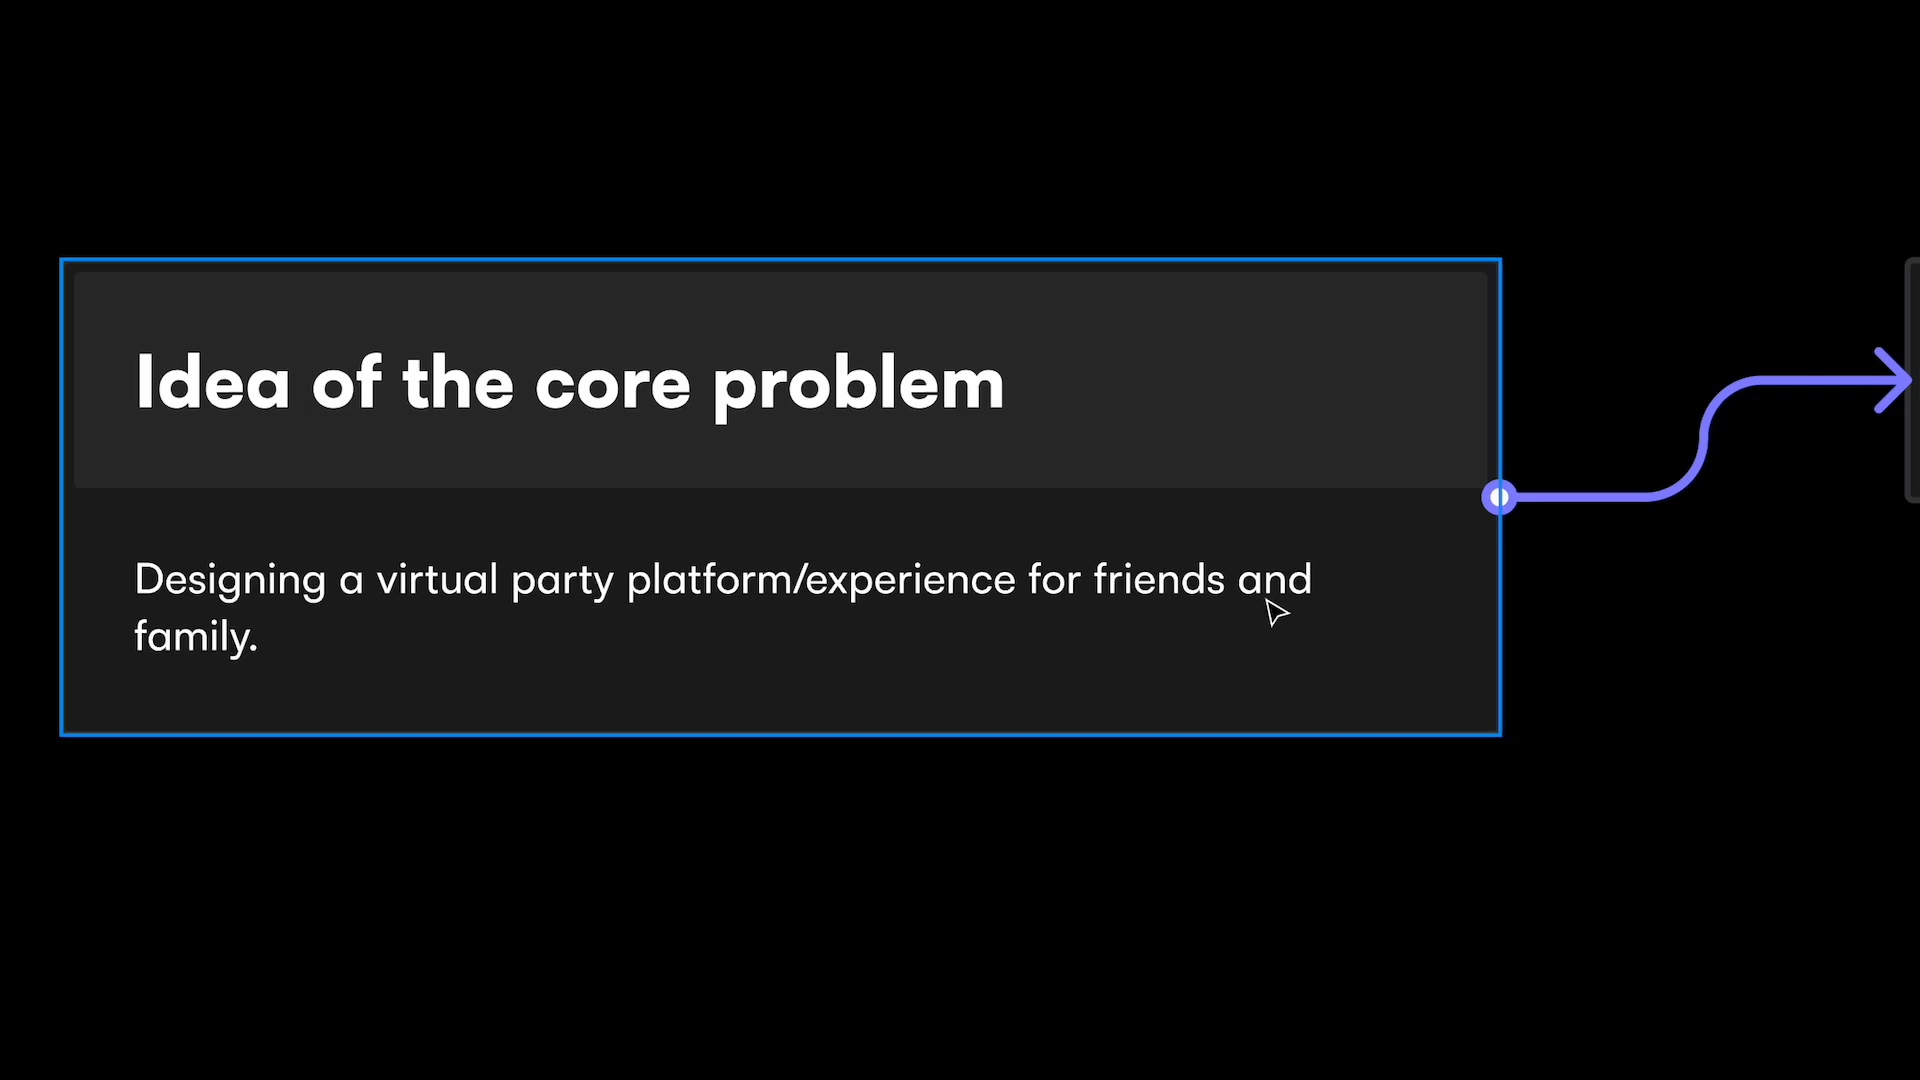 Idea of the core problem
Designing a virtual party platform/experience for friends and
family.